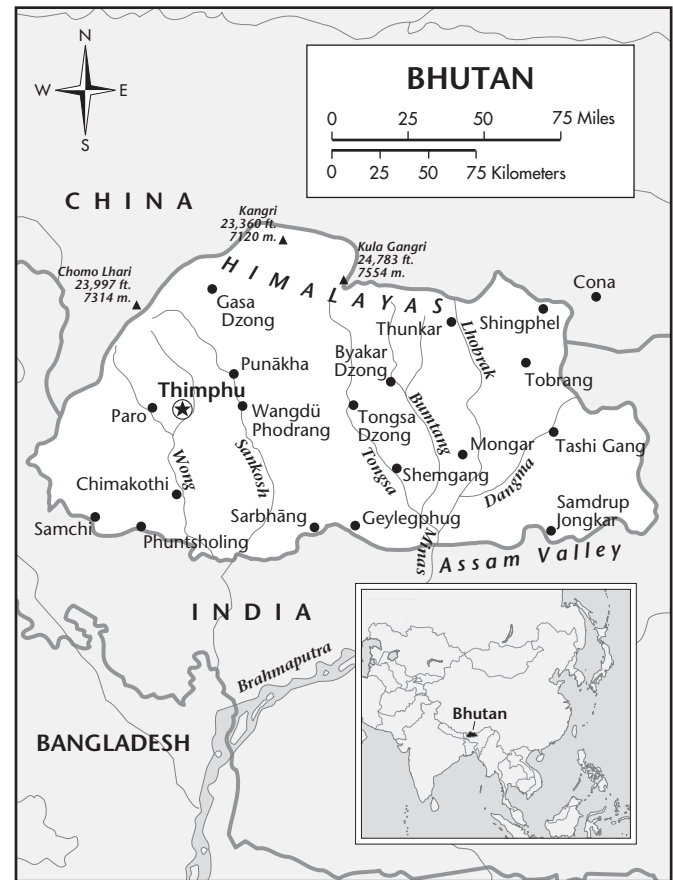 BHUTAN
0 25 50 75 Miles
0 25 50 75 Kilometers
N
W E
S
CHINA
Kangri
23,360 ft.
7120 m.
Kula Gangri
24,783 ft.
7554 m.
Chomo Lhari
23,997 ft.
7314 m.
HIMALAYAS
Cona
Gasa
Dzong
Thunkar
Lhobrak
Shingphel
Byakar
Dzong
Punākha
Tobrang
Thimphu
Paro
Wangdü
Phodrang
Tongsa
Dzong
Bumtang
Mongar
Tashi Gang
Wong
Sankosh
Tongsa
Shemgang
Dangma
Chimakothi
Samchi
Phuntsholing
Sarbhāng
Geylegphug
Samdrup
Jongkar
Minas
Assam Valley
INDIA
Brahmaputra
BANGLADESH
Bhutan